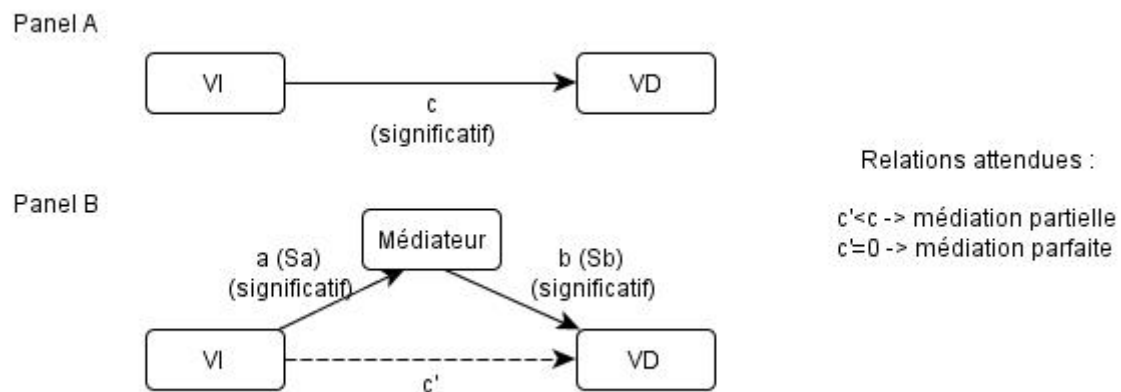 Panel A
VI
VD
c
(significatif)
Relations attendues :
c'<c -> médiation partielle
c'=0 -> médiation parfaite
Panel B
Médiateur
a (Sa)
(significatif)
b (Sb)
(significatif)
VI
VD
c'